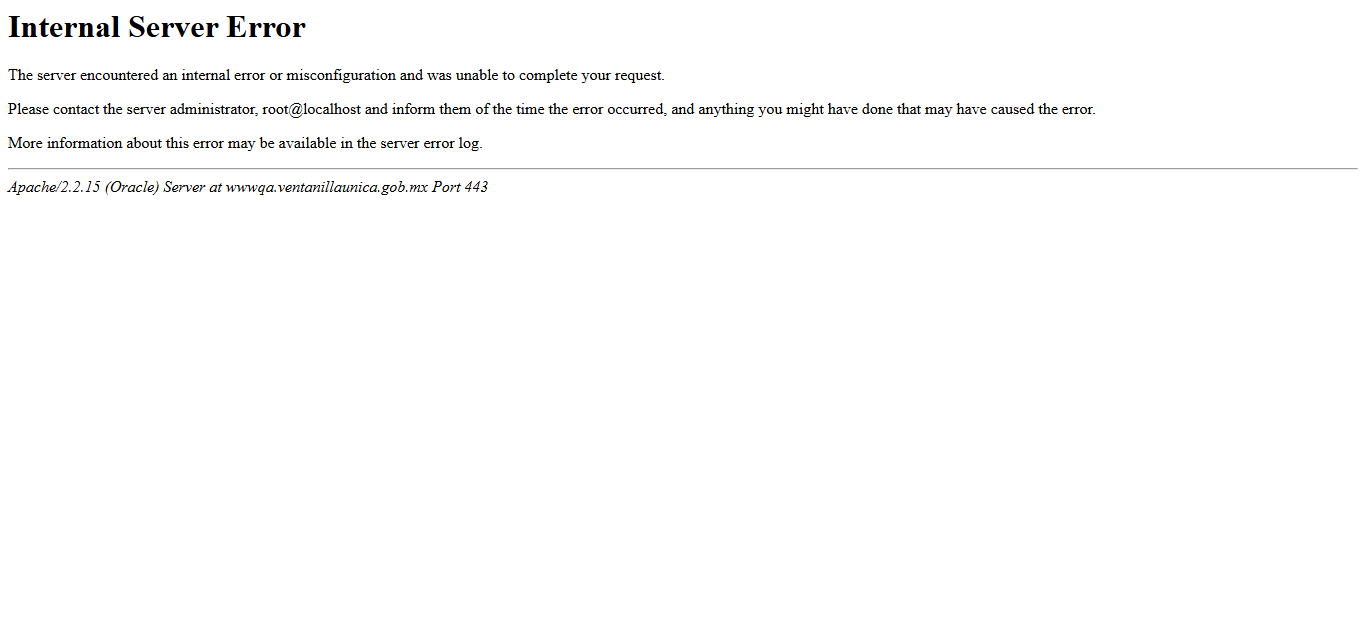 Internal Server Error
The server encountered an internal error or misconfiguration and was unable to complete your request.
Please contact the server administrator, root@localhost and inform them of the time the error occurred, and anything you might have done that may have caused the error.
More information about this error may be available in the server error log.
Apache/2.2.15 (Oracle) Server at wwwqa.ventanillaunica.gob.mx Port 443